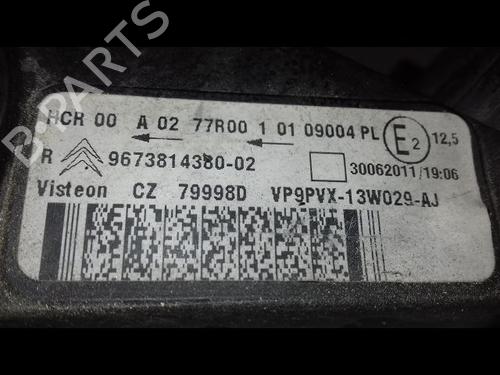 HCR 00 A 02 77R00 1 01 09004 PL E2 12,5
R 9673814380-02 30062011/19:06
Visteon CZ 79998D VP9PVX-13W029-AJ
B-PARTS